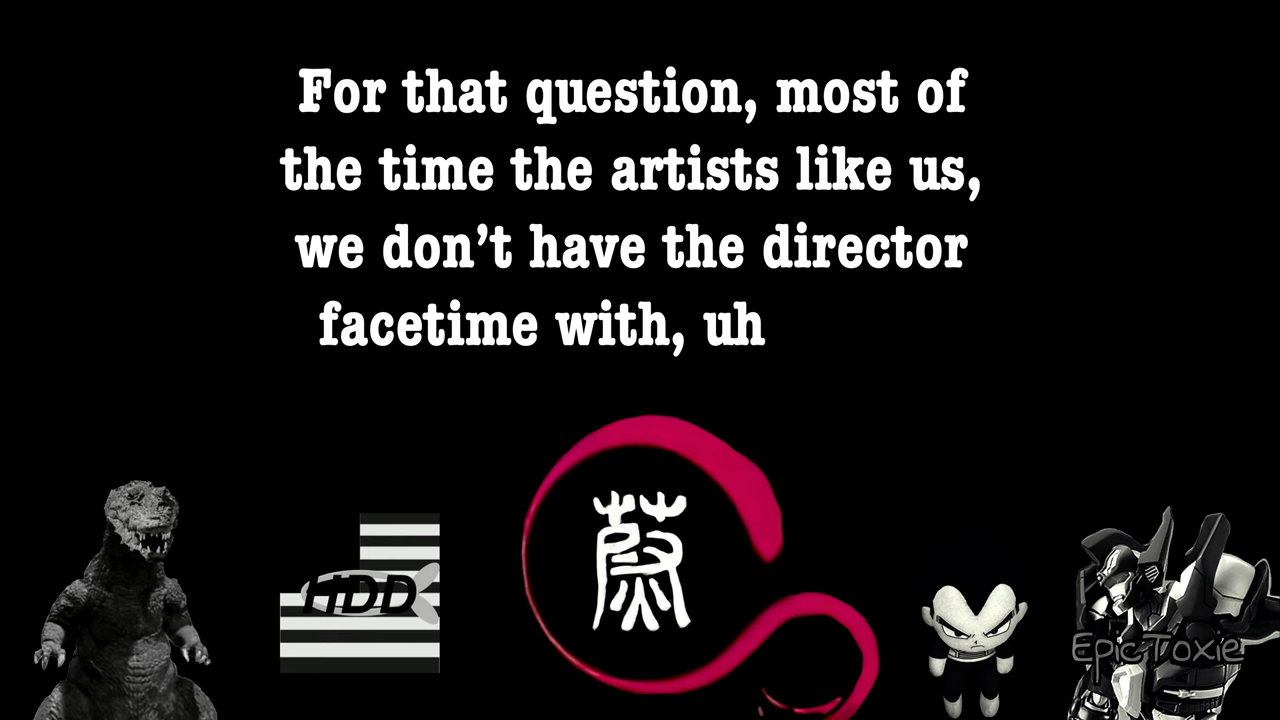 For that question, most of
the time the artists like us,
we don't have the director
facetime with, uh
蔚
HDD
EpicToxie